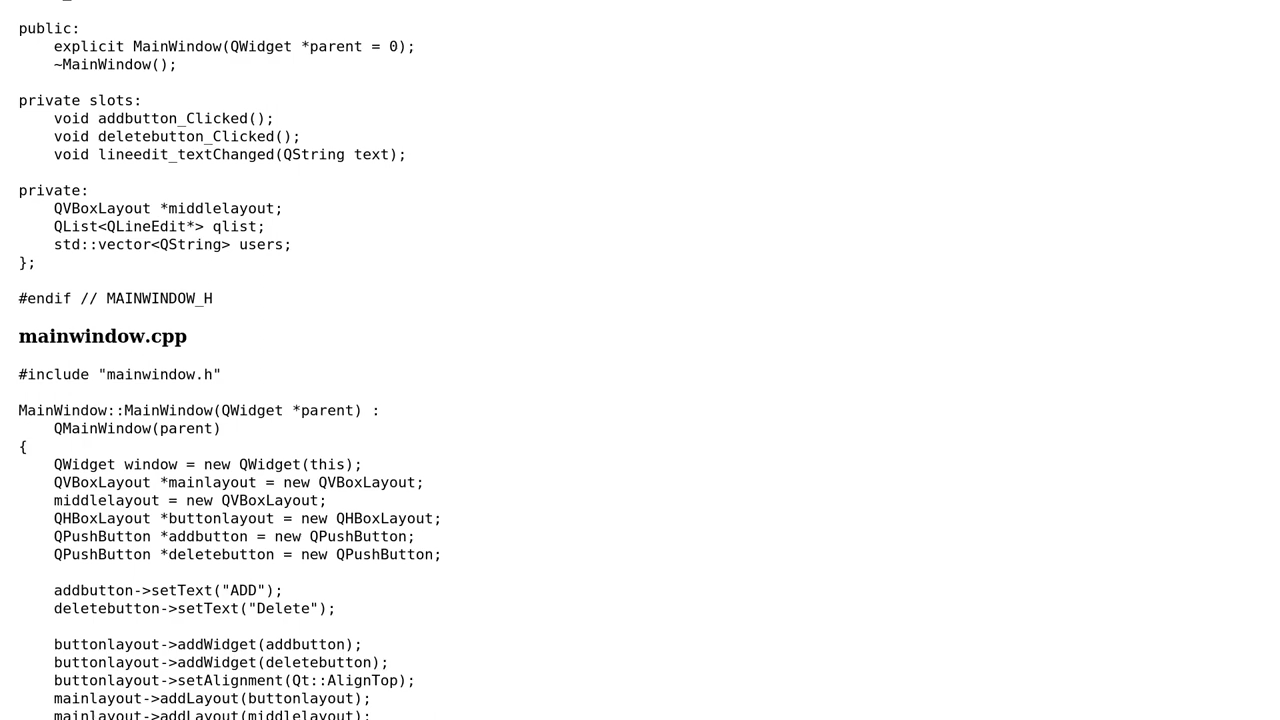 public:
    explicit MainWindow(QWidget *parent = 0);
    ~MainWindow();

private slots:
    void addbutton_Clicked();
    void deletebutton_Clicked();
    void lineedit_textChanged(QString text);

private:
    QVBoxLayout *middlelayout;
    QList<QLineEdit*> qlist;
    std::vector<QString> users;
};

#endif // MAINWINDOW_H

mainwindow.cpp

#include "mainwindow.h"

MainWindow::MainWindow(QWidget *parent) :
    QMainWindow(parent)
{
    QWidget window = new QWidget(this);
    QVBoxLayout *mainlayout = new QVBoxLayout;
    middlelayout = new QVBoxLayout;
    QHBoxLayout *buttonlayout = new QHBoxLayout;
    QPushButton *addbutton = new QPushButton;
    QPushButton *deletebutton = new QPushButton;

    addbutton->setText("ADD");
    deletebutton->setText("Delete");

    buttonlayout->addWidget(addbutton);
    buttonlayout->addWidget(deletebutton);
    buttonlayout->setAlignment(Qt::AlignTop);
    mainlayout->addLayout(buttonlayout);
    mainlayout->addLayout(middlelayout);